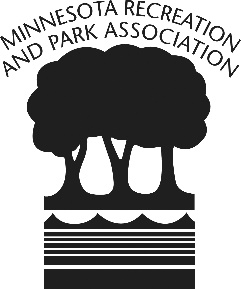 MINNESOTA RECREATION
AND PARK ASSOCIATION